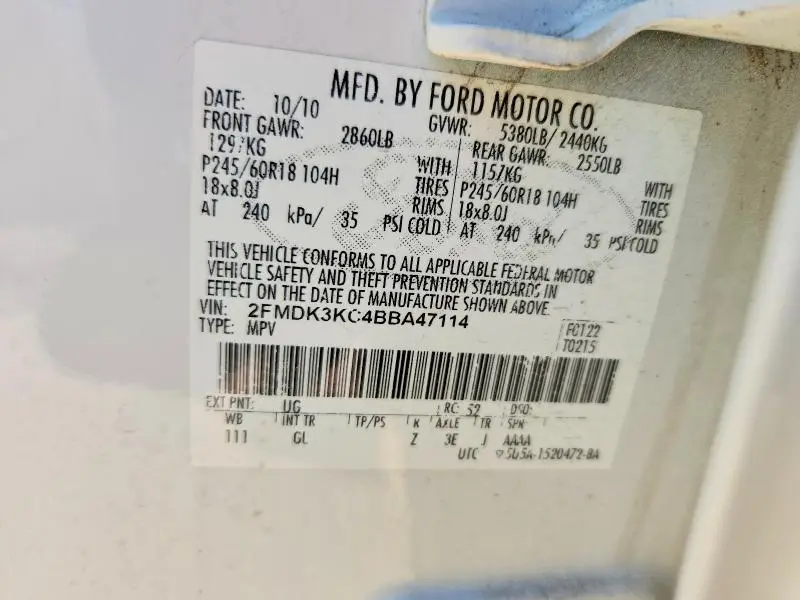 MFD. BY FORD MOTOR CO.
DATE: 10/10 GVWR: 5380LB/ 2440KG
FRONT GAWR: 2860LB REAR GAWR: 2550LB
1297KG WITH 1157KG WITH
P245/60R18 104H TIRES P245/60R18 104H TIRES
18x8.0J RIMS 18x8.0J RIMS
AT 240 kPa/ 35 PSI COLD AT 240 kPa/ 35 PSI COLD
THIS VEHICLE CONFORMS TO ALL APPLICABLE FEDERAL MOTOR
VEHICLE SAFETY AND THEFT PREVENTION STANDARDS IN
EFFECT ON THE DATE OF MANUFACTURE SHOWN ABOVE
VIN: 2FMDK3KC4BBA47114
TYPE: MPV
F0122
T0215
EXT PNT: UG RC: 52 DSO:
WB INT TR TP/PS R AXLE TR SPR
111 GL Z 3E J AAAA
UTC